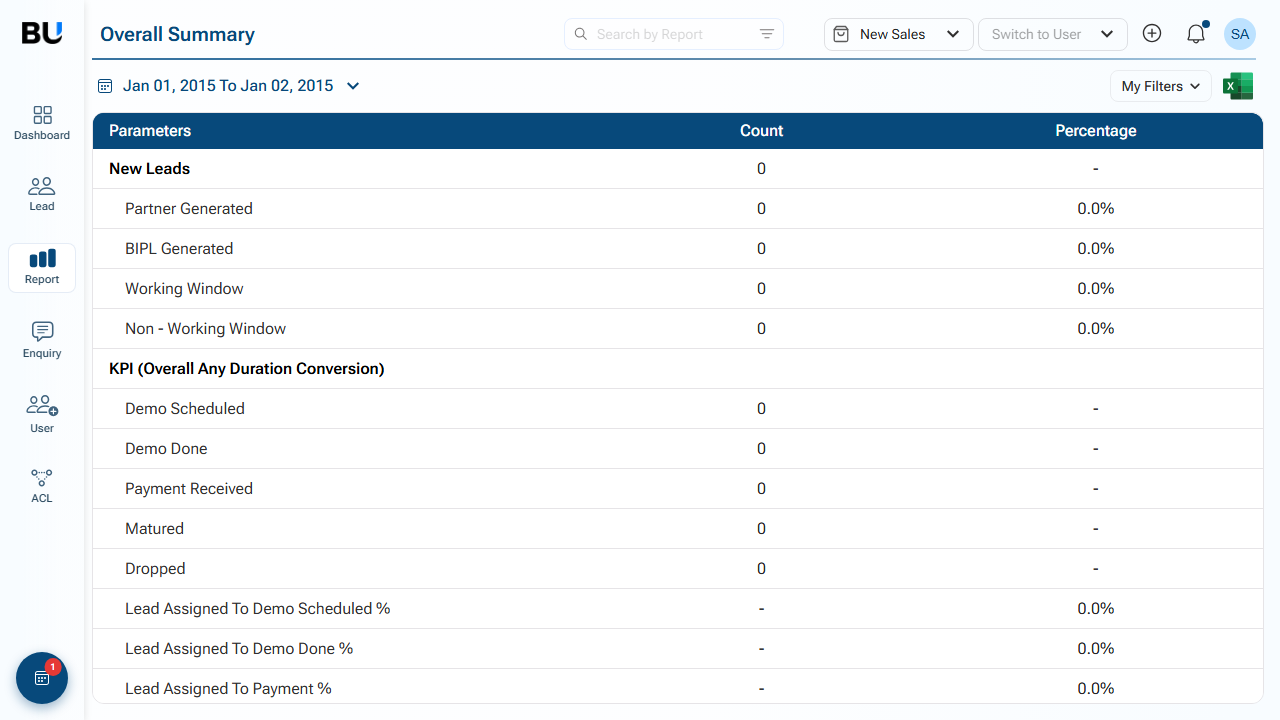 BU
Overall Summary
Search by Report
New Sales
Switch to User
SA
Jan 01, 2015 To Jan 02, 2015
My Filters
X
Dashboard
Lead
Report
Enquiry
User
ACL
1
Parameters Count Percentage
New Leads 0 -
Partner Generated 0 0.0%
BIPL Generated 0 0.0%
Working Window 0 0.0%
Non - Working Window 0 0.0%
KPI (Overall Any Duration Conversion)
Demo Scheduled 0 -
Demo Done 0 -
Payment Received 0 -
Matured 0 -
Dropped 0 -
Lead Assigned To Demo Scheduled % - 0.0%
Lead Assigned To Demo Done % - 0.0%
Lead Assigned To Payment % - 0.0%